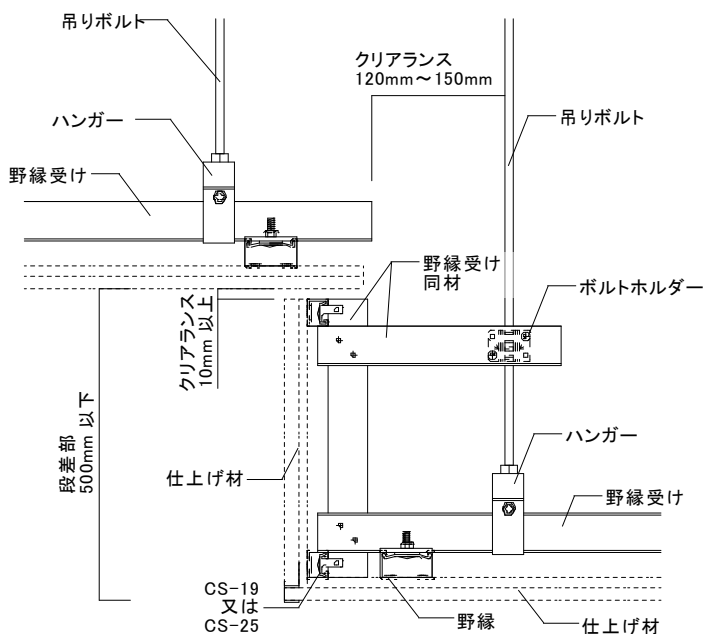 吊りボルト
クリアランス
120mm～150mm
ハンガー
吊りボルト
野縁受け
野縁受け
同材
ボルトホルダー
クリアランス
10mm 以上
段差部
500mm 以下
仕上げ材
ハンガー
野縁受け
CS-19
又は
CS-25
野縁
仕上げ材